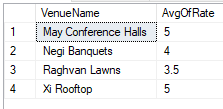 VenueName AvgOfRate
1 May Conference Halls 5
2 Negi Banquets 4
3 Raghvan Lawns 3.5
4 Xi Rooftop 5